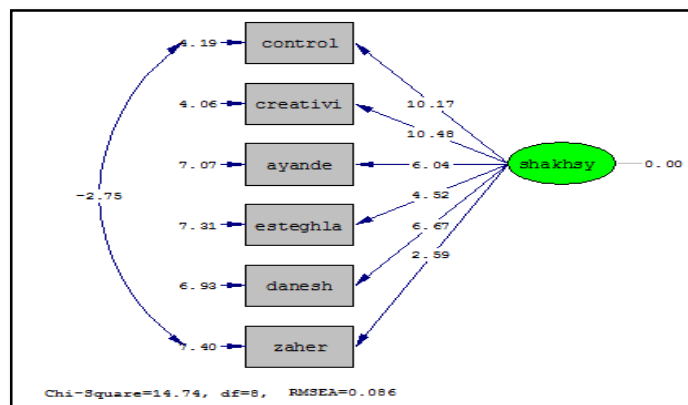 4.19 control
10.17
4.06 creativi
10.48
7.07 ayande 6.04 shakhsy 0.00
-2.75
4.52
7.31 esteghla
6.67
6.93 danesh
2.59
7.40 zaher
Chi-Square=14.74, df=8, RMSEA=0.086